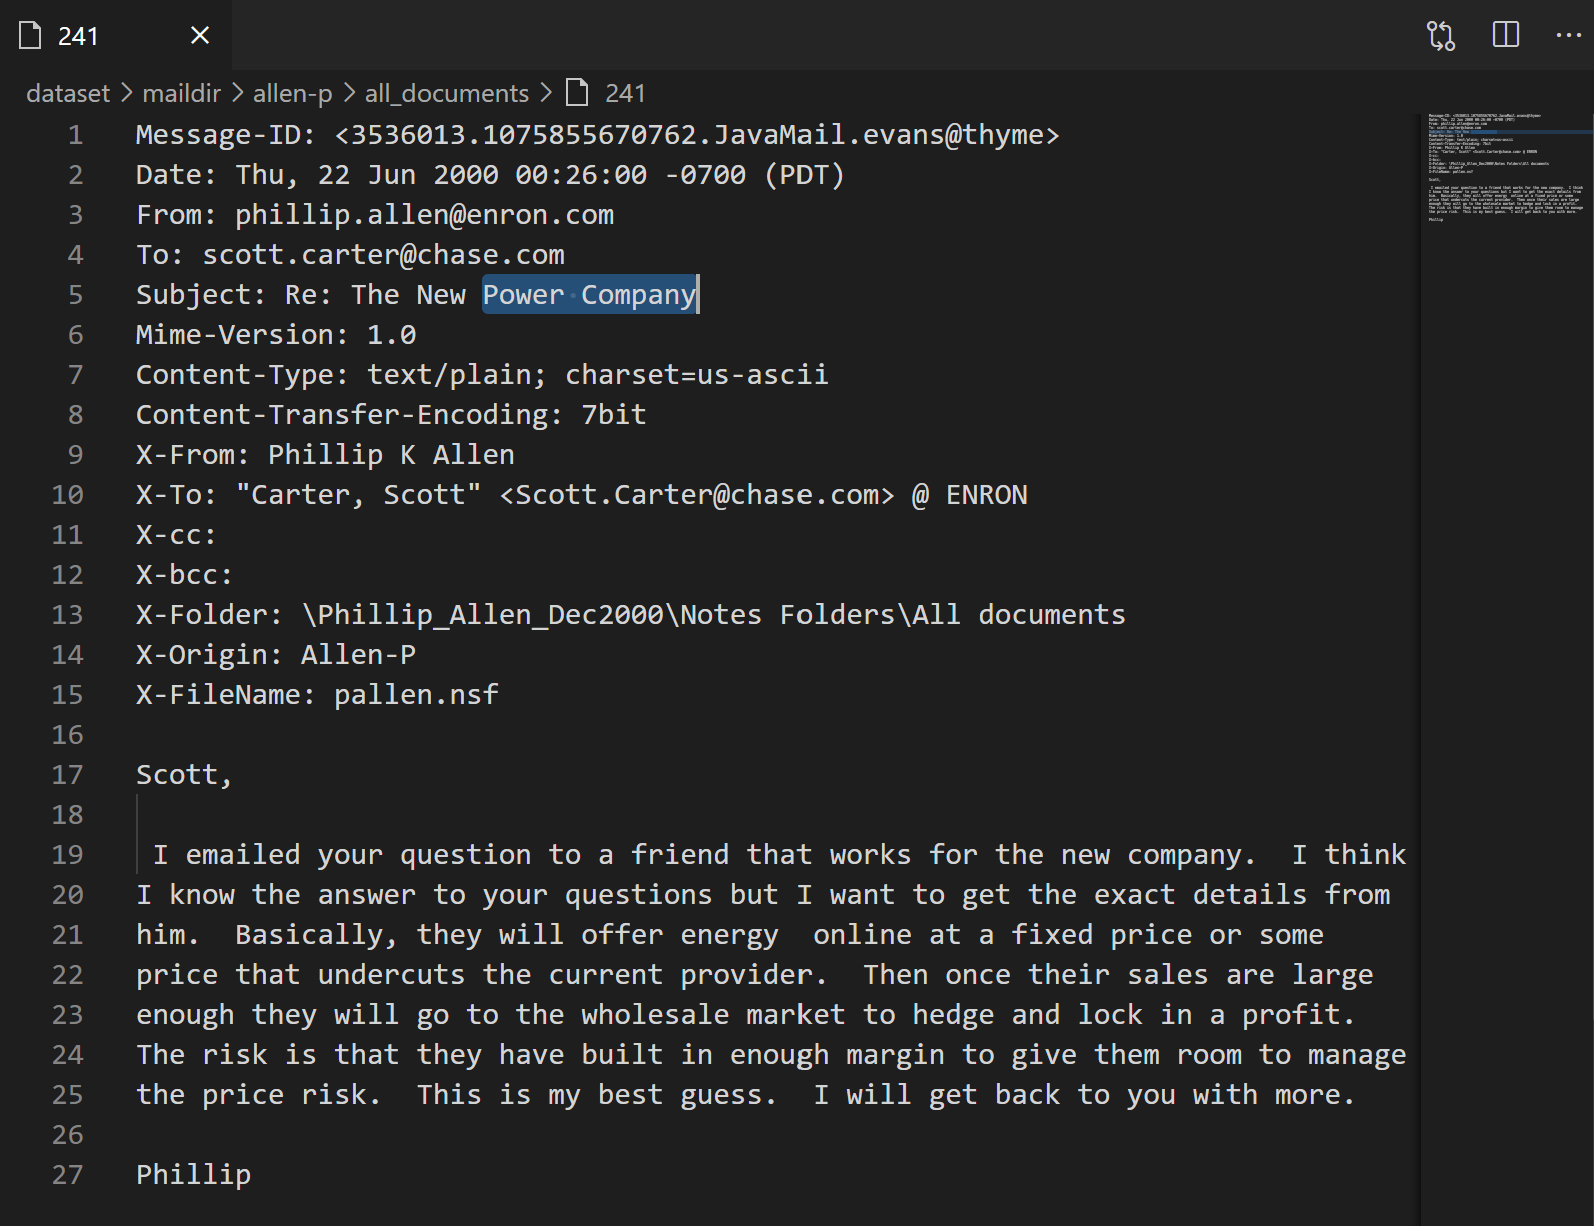 241
dataset > maildir > allen-p > all_documents > 241
1 Message-ID: <3536013.1075855670762.JavaMail.evans@thyme>
2 Date: Thu, 22 Jun 2000 00:26:00 -0700 (PDT)
3 From: phillip.allen@enron.com
4 To: scott.carter@chase.com
5 Subject: Re: The New Power Company
6 Mime-Version: 1.0
7 Content-Type: text/plain; charset=us-ascii
8 Content-Transfer-Encoding: 7bit
9 X-From: Phillip K Allen
10 X-To: "Carter, Scott" <Scott.Carter@chase.com> @ ENRON
11 X-cc:
12 X-bcc:
13 X-Folder: \Phillip_Allen_Dec2000\Notes Folders\All documents
14 X-Origin: Allen-P
15 X-FileName: pallen.nsf
16
17 Scott,
18
19  I emailed your question to a friend that works for the new company.  I think
20 I know the answer to your questions but I want to get the exact details from
21 him.  Basically, they will offer energy  online at a fixed price or some
22 price that undercuts the current provider.  Then once their sales are large
23 enough they will go to the wholesale market to hedge and lock in a profit.
24 The risk is that they have built in enough margin to give them room to manage
25 the price risk.  This is my best guess.  I will get back to you with more.
26
27 Phillip